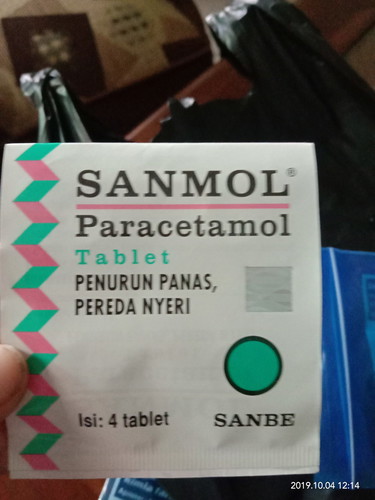 SANMOL®
Paracetamol
Tablet
PENURUN PANAS,
PEREDA NYERI
Isi: 4 tablet
SANBE
2019.10.04 12:14